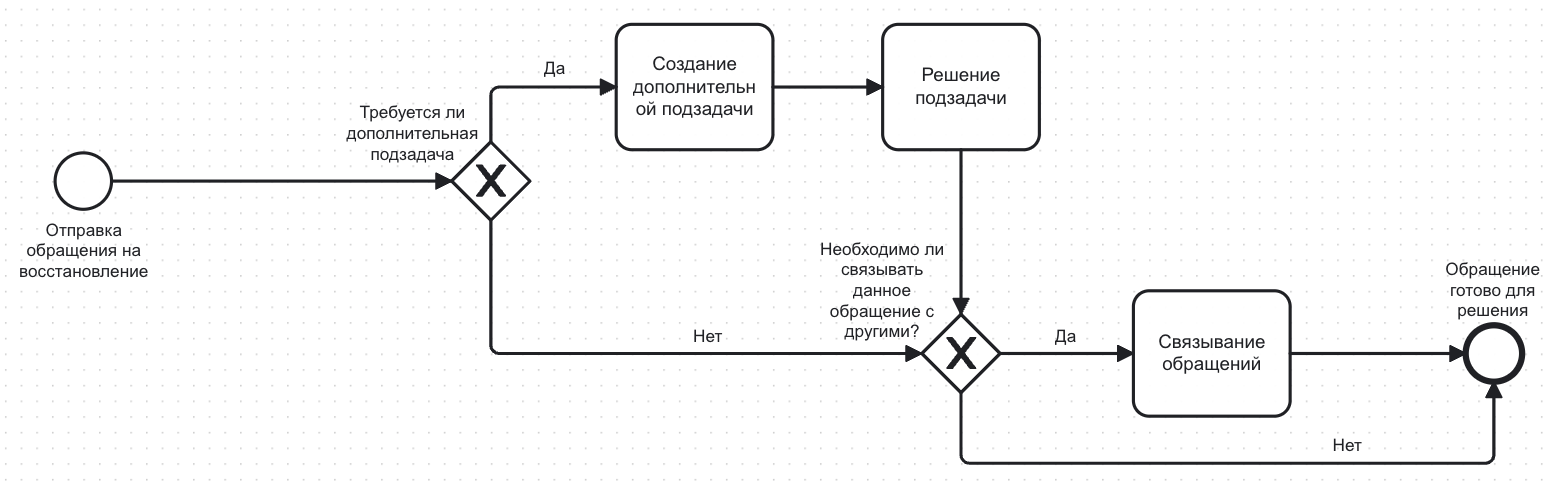 Отправка
обращения на
восстановление
Требуется ли
дополнительная
подзадача
Да
Создание
дополнительн
ой подзадачи
Решение
подзадачи
Нет
Необходимо ли
связывать
данное
обращение с
другими?
Да
Связывание
обращений
Нет
Обращение
готово для
решения